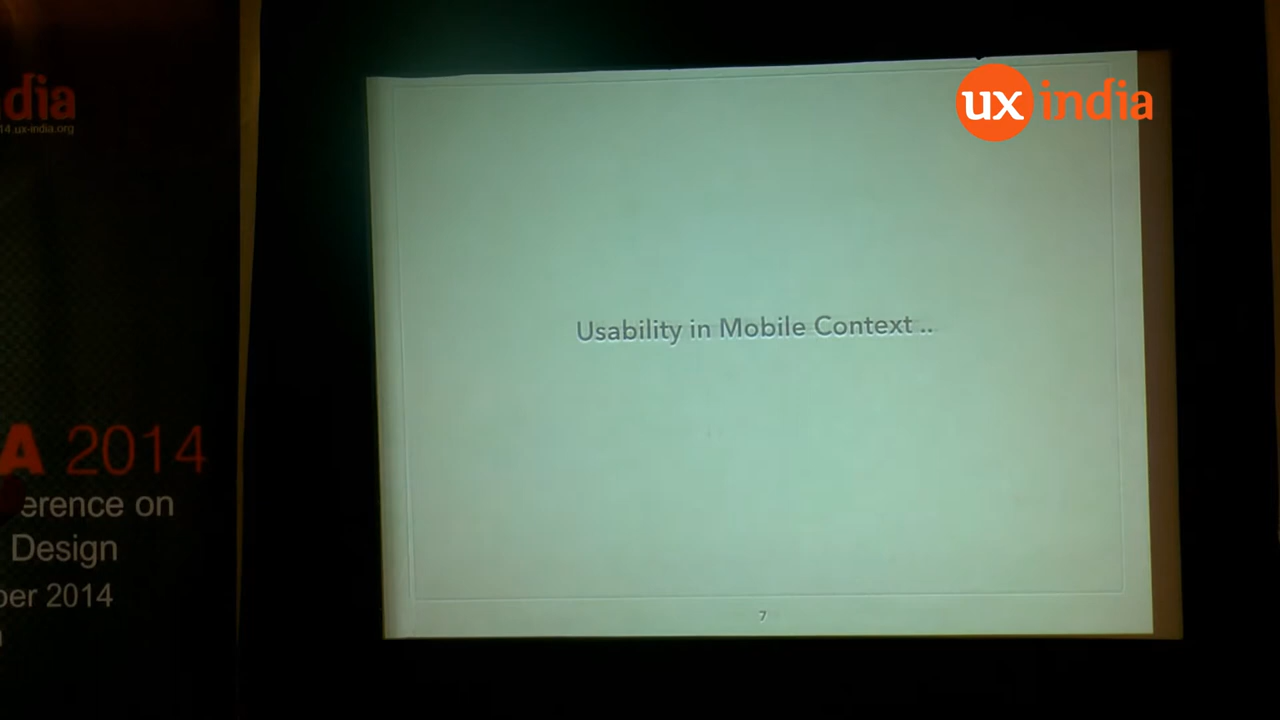 dia
14.ux-india.org
A 2014
erence on
Design
ber 2014
ux india
Usability in Mobile Context ..
7